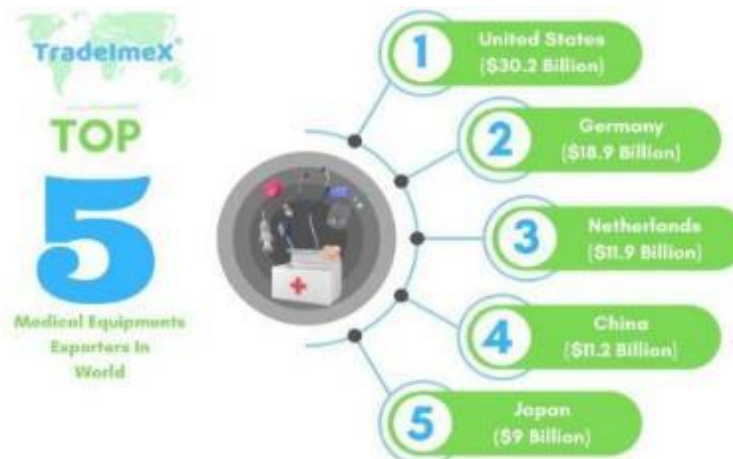 TradeImeX
TOP
5
Medical Equipments
Exporters In
World
1
United States
($30.2 Billion)
2
Germany
($18.9 Billion)
3
Netherlands
($11.9 Billion)
4
China
($11.2 Billion)
5
Japan
($9 Billion)